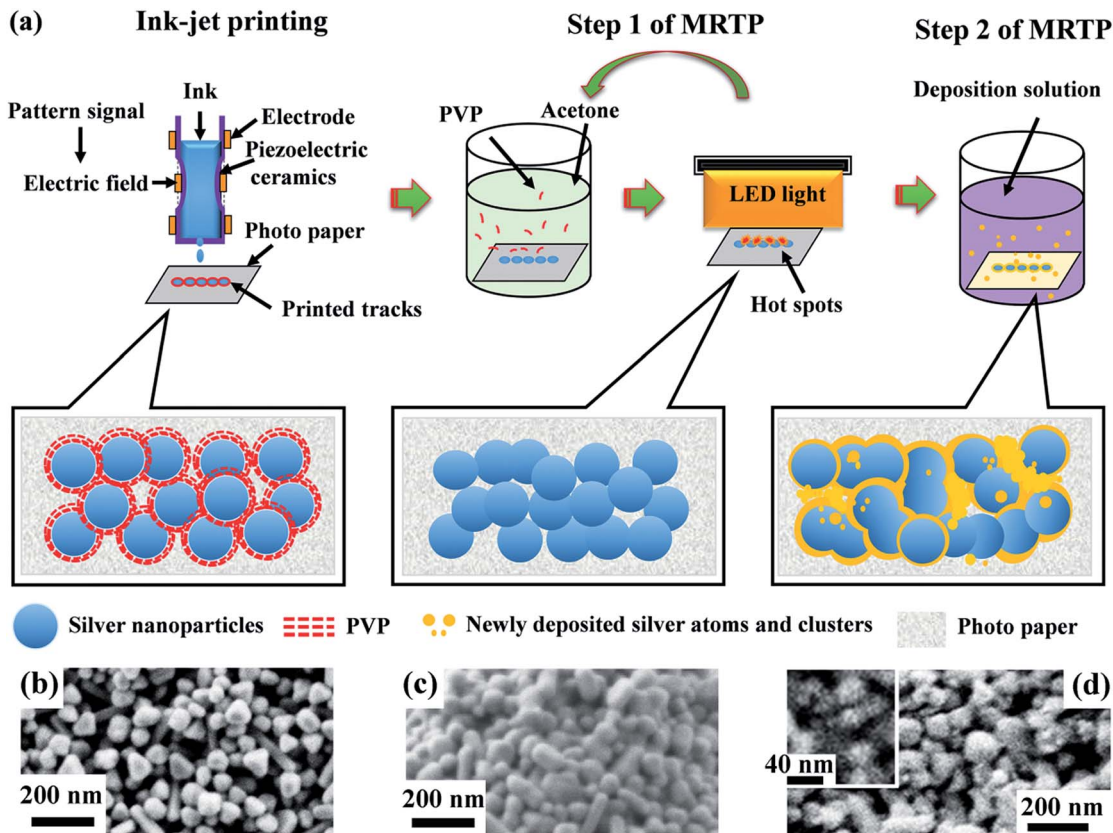 (a)
Ink-jet printing
Step 1 of MRTP
Step 2 of MRTP
Ink
Pattern signal
Electrode
Piezoelectric
ceramics
Electric field
Photo paper
Printed tracks
PVP
Acetone
LED light
Hot spots
Deposition solution
Silver nanoparticles
PVP
Newly deposited silver atoms and clusters
Photo paper
(b)
200 nm
(c)
200 nm
(d)
40 nm
200 nm